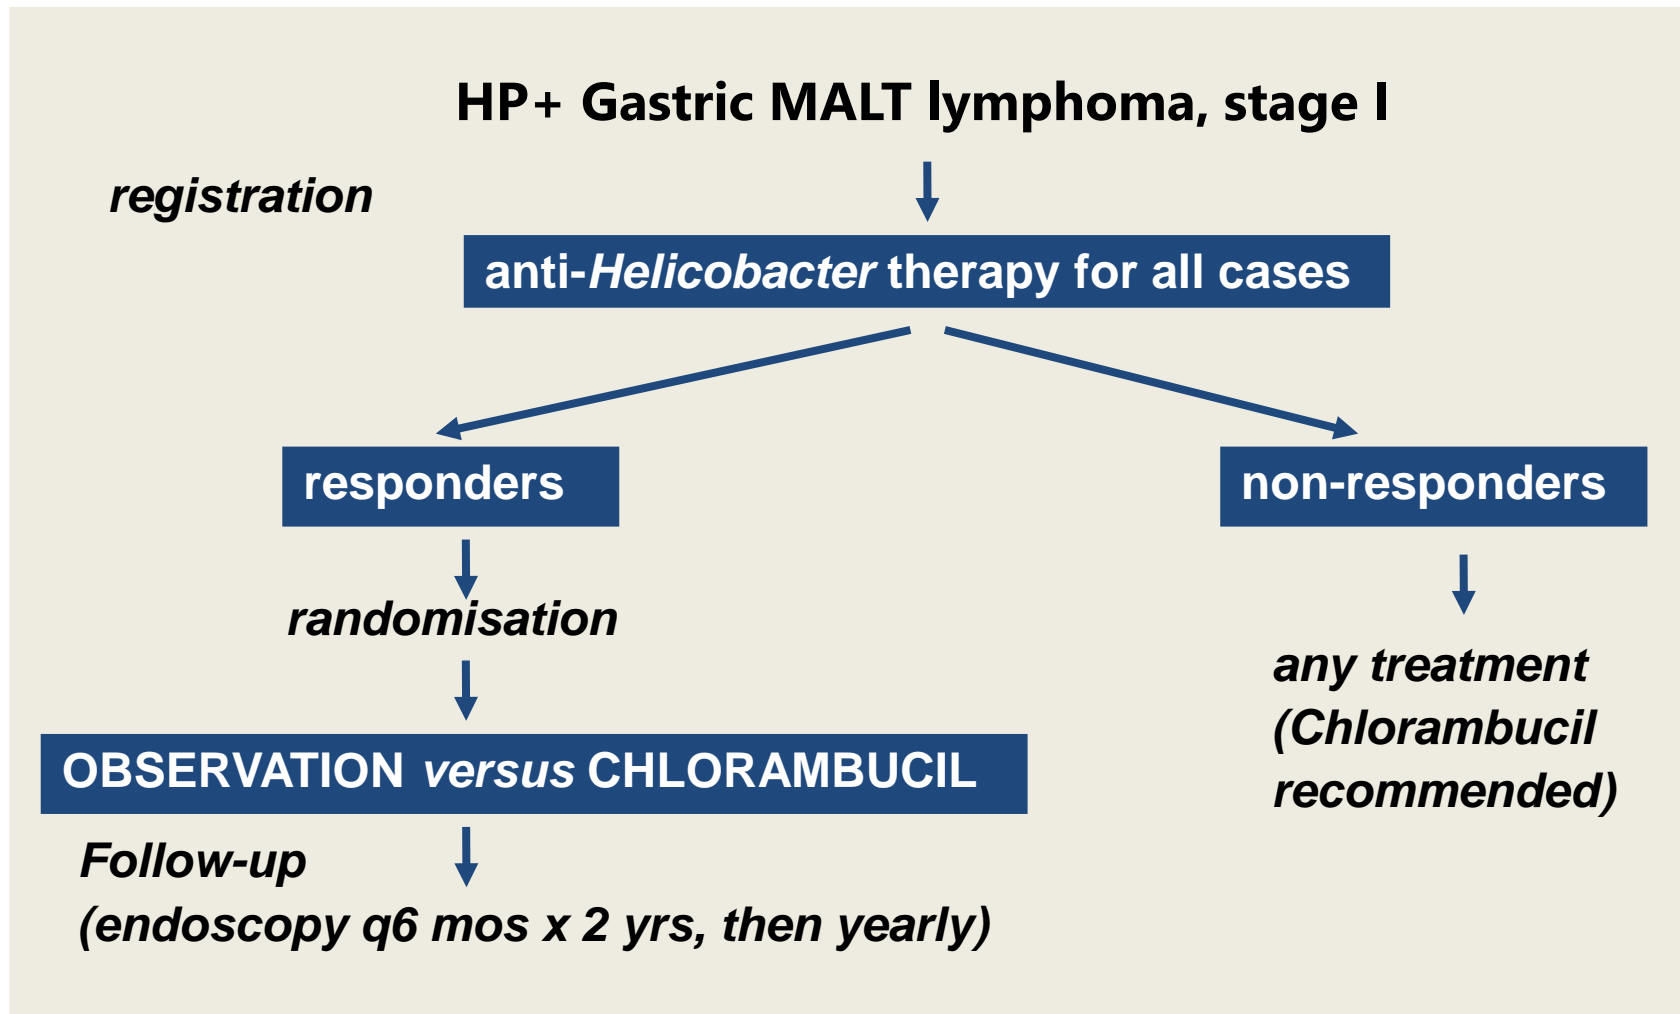 HP+ Gastric MALT lymphoma, stage I
registration
anti-Helicobacter therapy for all cases
responders
non-responders
randomisation
any treatment
(Chlorambucil
recommended)
OBSERVATION versus CHLORAMBUCIL
Follow-up
(endoscopy q6 mos x 2 yrs, then yearly)